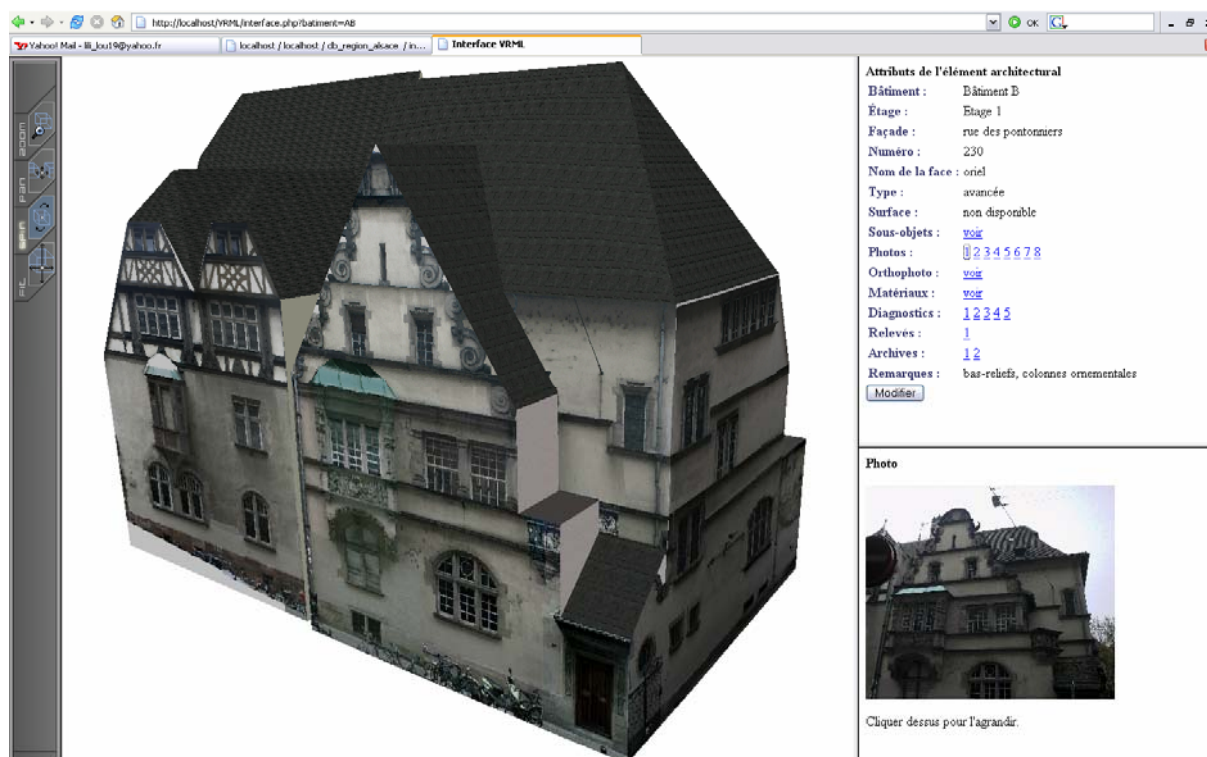 http://localhost/VRML/interface.php?batiment=AB
OK
Yahoo! Mail - lili_lou19@yahoo.fr
localhost / localhost / db_region_alsace / in...
Interface VRML
ZOOM
PAN
SPIN
FIT
Attributs de l'élément architectural
Bâtiment : Bâtiment B
Étage : Etage 1
Façade : rue des pontonniers
Numéro : 230
Nom de la face : oriel
Type : avancée
Surface : non disponible
Sous-objets : voir
Photos : 1 2 3 4 5 6 7 8
Orthophoto : voir
Matériaux : voir
Diagnostics : 1 2 3 4 5
Relevés : 1
Archives : 1 2
Remarques : bas-reliefs, colonnes ornementales
Modifier
Photo
Cliquer dessus pour l'agrandir.